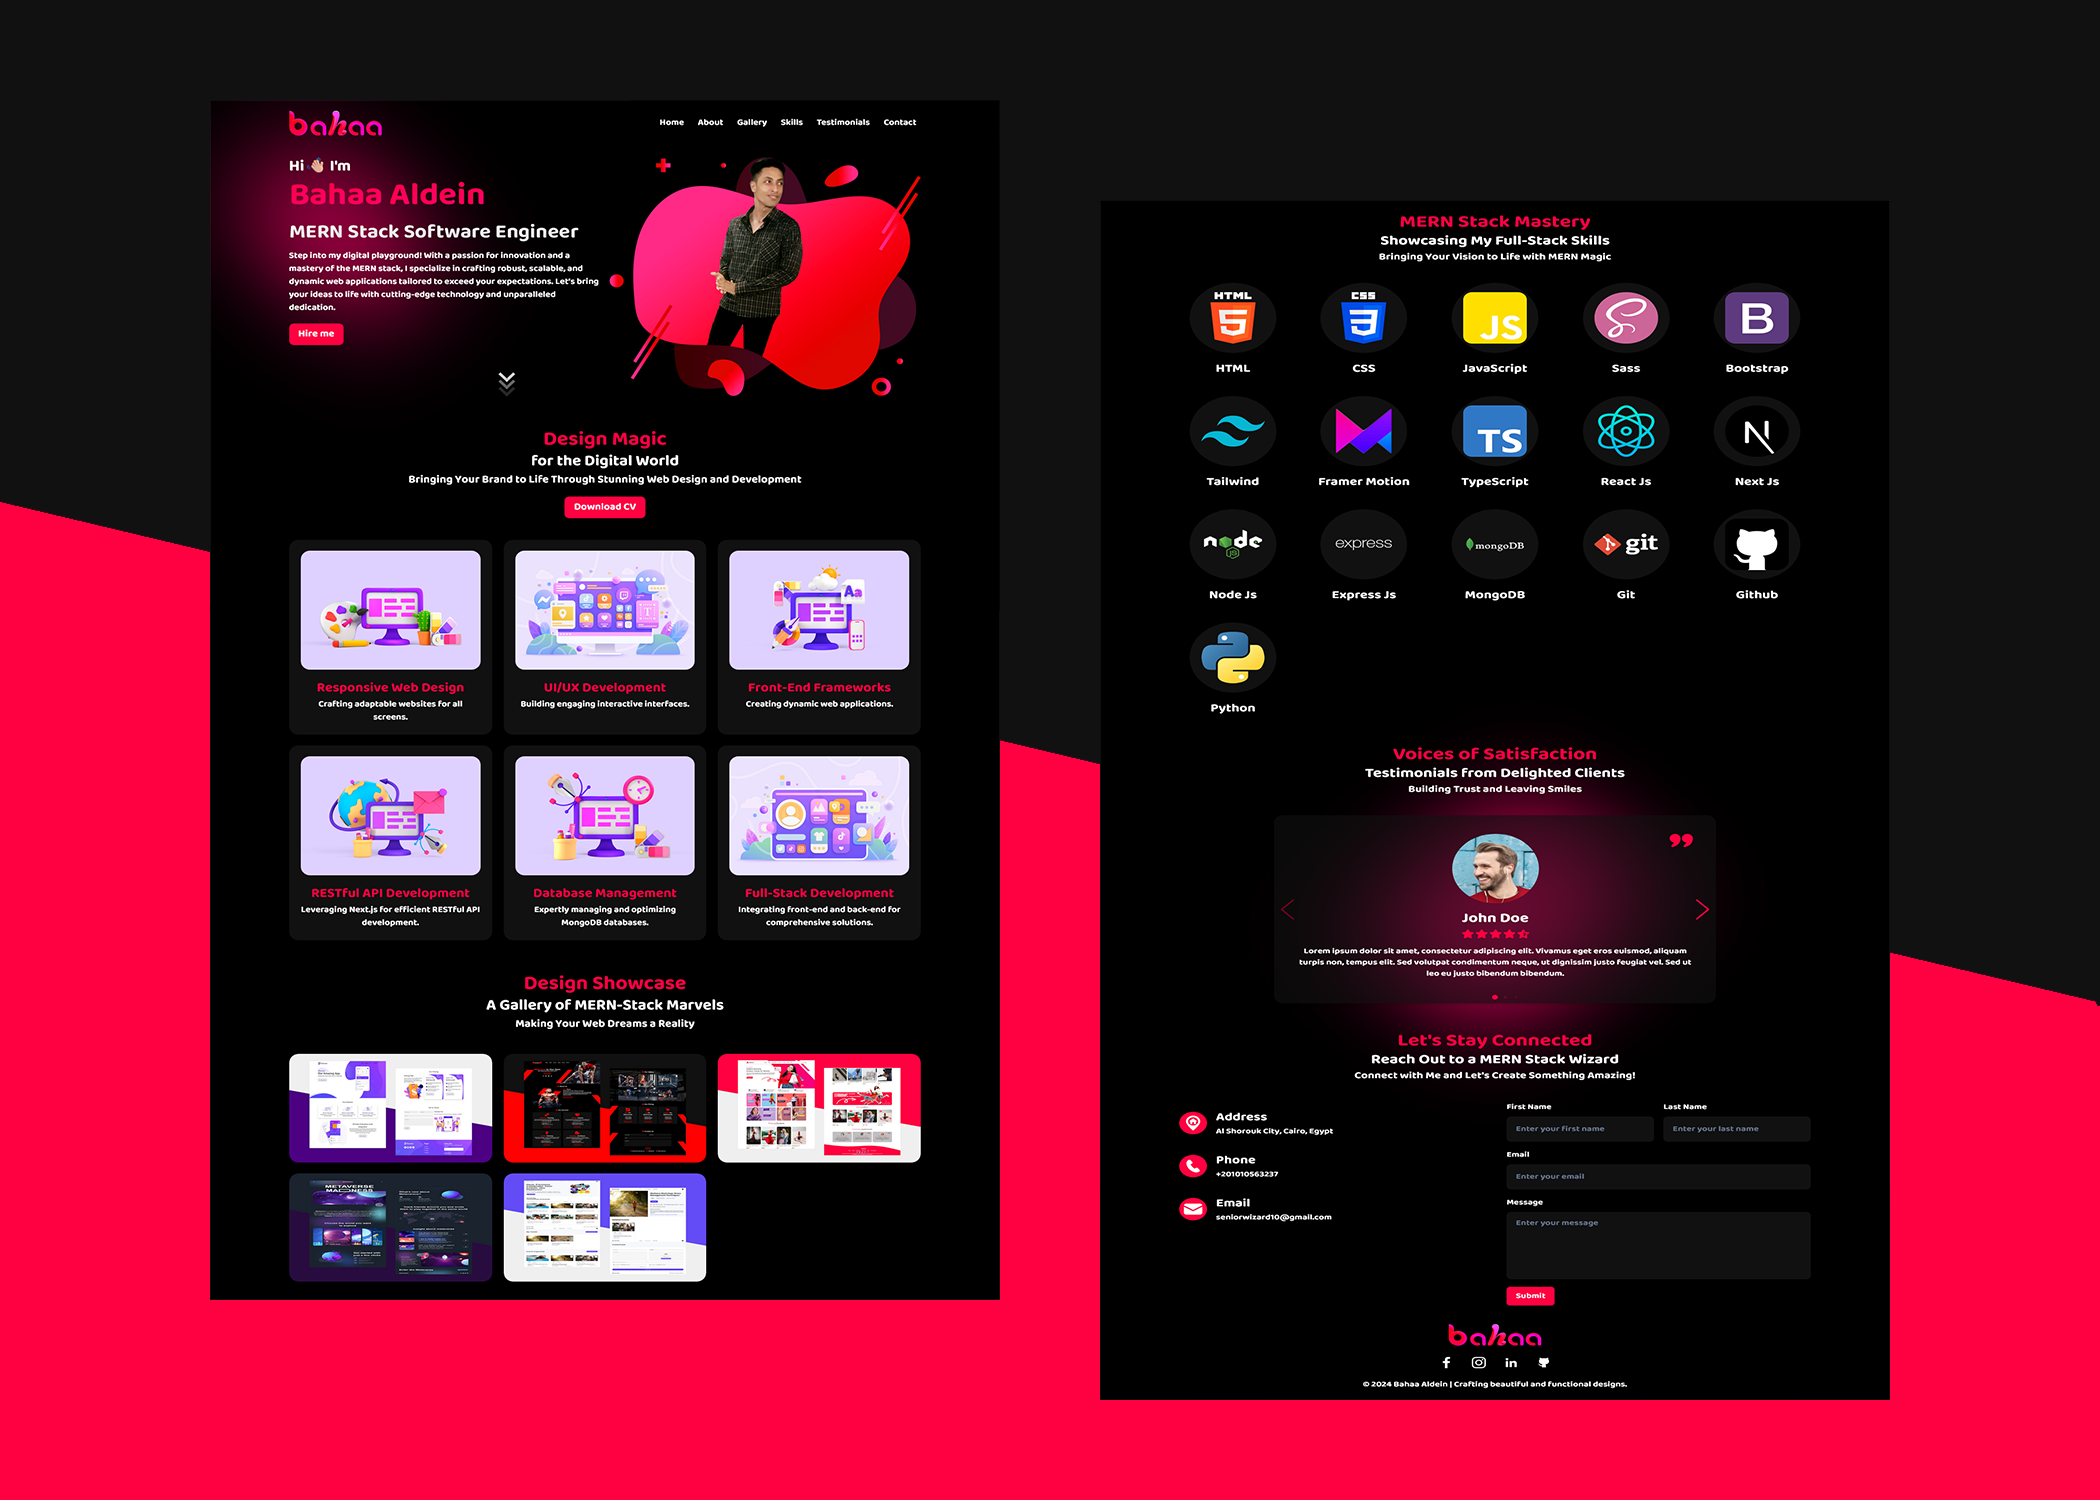 bahaa
Home About Gallery Skills Testimonials Contact
Hi 👋🏼 I'm
Bahaa Aldein
MERN Stack Software Engineer
Step into my digital playground! With a passion for innovation and a
mastery of the MERN stack, I specialize in crafting robust, scalable, and
dynamic web applications tailored to exceed your expectations. Let's bring
your ideas to life with cutting-edge technology and unparalleled
dedication.
Hire me
Design Magic
for the Digital World
Bringing Your Brand to Life Through Stunning Web Design and Development
Download CV
Aa
T
Responsive Web Design
Crafting adaptable websites for all
screens.
UI/UX Development
Building engaging interactive interfaces.
Front-End Frameworks
Creating dynamic web applications.
RESTful API Development
Leveraging Next.js for efficient RESTful API
development.
Database Management
Expertly managing and optimizing
MongoDB databases.
Full-Stack Development
Integrating front-end and back-end for
comprehensive solutions.
Design Showcase
A Gallery of MERN-Stack Marvels
Making Your Web Dreams a Reality
METAVERSE
MADNESS
MERN Stack Mastery
Showcasing My Full-Stack Skills
Bringing Your Vision to Life with MERN Magic
HTML
5
CSS
3
JS
B
HTML CSS JavaScript Sass Bootstrap
TS
N
Tailwind Framer Motion TypeScript React Js Next Js
node
JS
express
mongoDB
git
Node Js Express Js MongoDB Git Github
Python
Voices of Satisfaction
Testimonials from Delighted Clients
Building Trust and Leaving Smiles
John Doe
Lorem ipsum dolor sit amet, consectetur adipiscing elit. Vivamus eget eros euismod, aliquam
turpis non, tempus elit. Sed volutpat condimentum neque, ut dignissim justo feugiat vel. Sed ut
leo eu justo bibendum bibendum.
Let's Stay Connected
Reach Out to a MERN Stack Wizard
Connect with Me and Let's Create Something Amazing!
Address
Al Shorouk City, Cairo, Egypt
Phone
+201010563237
Email
seniorwizard10@gmail.com
First Name Last Name
Enter your first name Enter your last name
Email
Enter your email
Message
Enter your message
Submit
bahaa
© 2024 Bahaa Aldein | Crafting beautiful and functional designs.